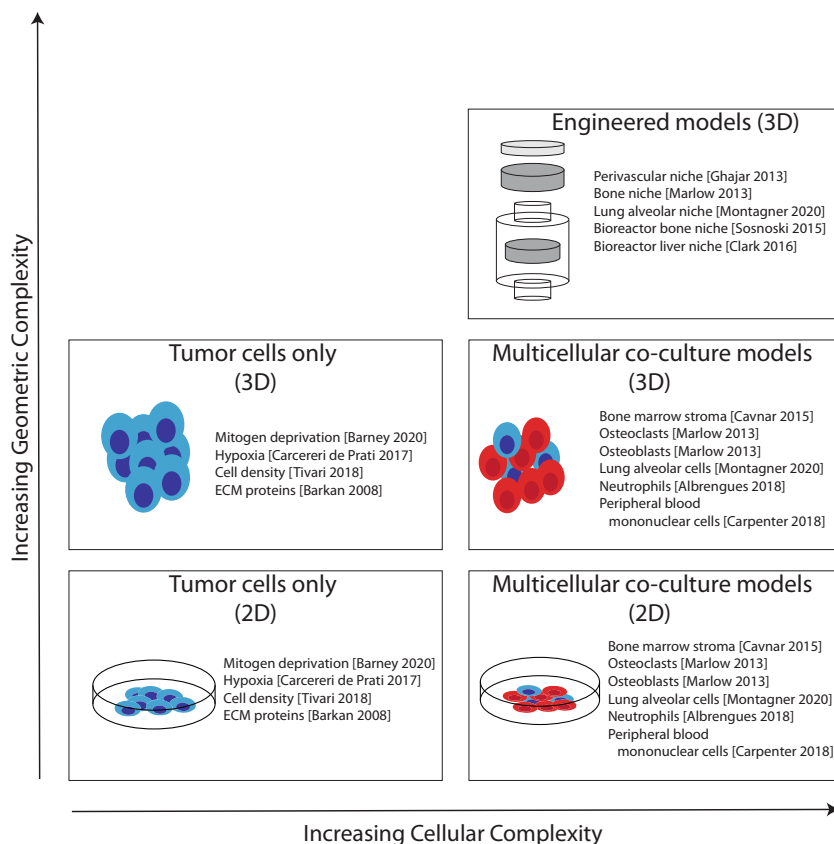 Increasing Geometric Complexity
Engineered models (3D)
Perivascular niche [Ghajar 2013]
Bone niche [Marlow 2013]
Lung alveolar niche [Montagner 2020]
Bioreactor bone niche [Sosnoski 2015]
Bioreactor liver niche [Clark 2016]
Tumor cells only
(3D)
Mitogen deprivation [Barney 2020]
Hypoxia [Carcereri de Prati 2017]
Cell density [Tivari 2018]
ECM proteins [Barkan 2008]
Multicellular co-culture models
(3D)
Bone marrow stroma [Cavnar 2015]
Osteoclasts [Marlow 2013]
Osteoblasts [Marlow 2013]
Lung alveolar cells [Montagner 2020]
Neutrophils [Albrengues 2018]
Peripheral blood
mononuclear cells [Carpenter 2018]
Tumor cells only
(2D)
Mitogen deprivation [Barney 2020]
Hypoxia [Carcereri de Prati 2017]
Cell density [Tivari 2018]
ECM proteins [Barkan 2008]
Multicellular co-culture models
(2D)
Bone marrow stroma [Cavnar 2015]
Osteoclasts [Marlow 2013]
Osteoblasts [Marlow 2013]
Lung alveolar cells [Montagner 2020]
Neutrophils [Albrengues 2018]
Peripheral blood
mononuclear cells [Carpenter 2018]
Increasing Cellular Complexity